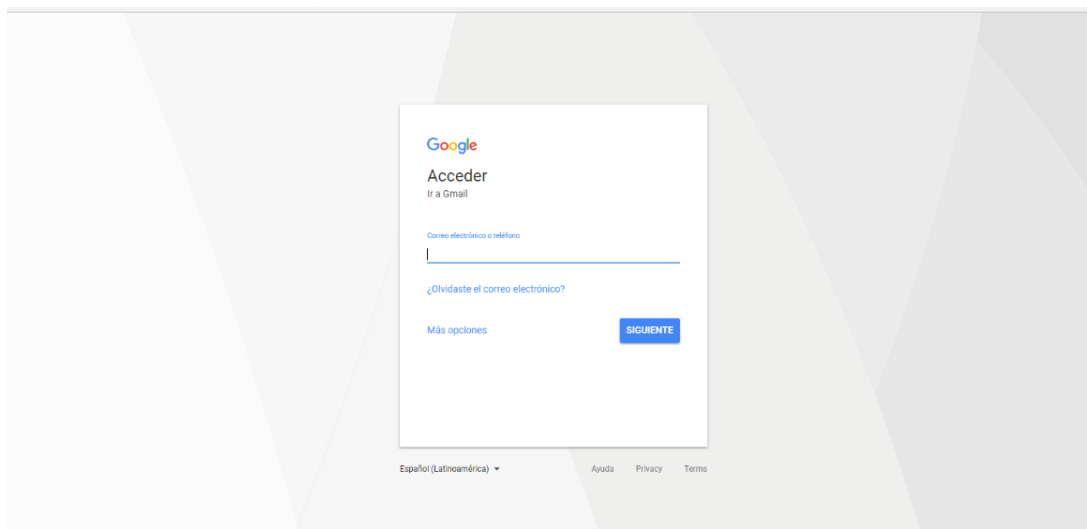 Google
Acceder
Ir a Gmail
Correo electrónico o teléfono
¿Olvidaste el correo electrónico?
Más opciones
SIGUIENTE
Español (Latinoamérica)
Ayuda
Privacy
Terms